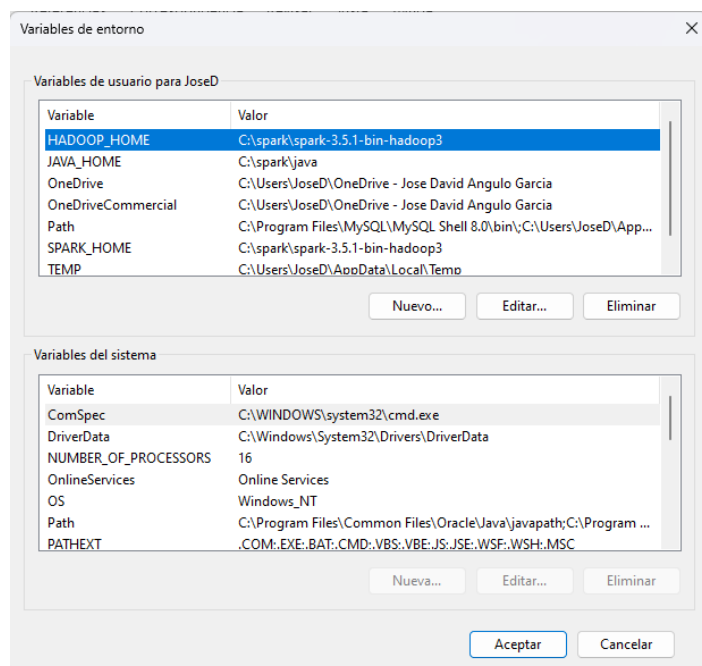 Variables de entorno
Variables de usuario para JoseD
Variable Valor
HADOOP_HOME C:\spark\spark-3.5.1-bin-hadoop3
JAVA_HOME C:\spark\java
OneDrive C:\Users\JoseD\OneDrive - Jose David Angulo Garcia
OneDriveCommercial C:\Users\JoseD\OneDrive - Jose David Angulo Garcia
Path C:\Program Files\MySQL\MySQL Shell 8.0\bin\;C:\Users\JoseD\App...
SPARK_HOME C:\spark\spark-3.5.1-bin-hadoop3
TEMP C:\Users\JoseD\AppData\Local\Temp
Nuevo... Editar... Eliminar
Variables del sistema
Variable Valor
ComSpec C:\WINDOWS\system32\cmd.exe
DriverData C:\Windows\System32\Drivers\DriverData
NUMBER_OF_PROCESSORS 16
OnlineServices Online Services
OS Windows_NT
Path C:\Program Files\Common Files\Oracle\Java\javapath;C:\Program ...
PATHEXT .COM;.EXE;.BAT;.CMD;.VBS;.VBE;.JS;.JSE;.WSF;.WSH;.MSC
Nueva... Editar... Eliminar
Aceptar Cancelar